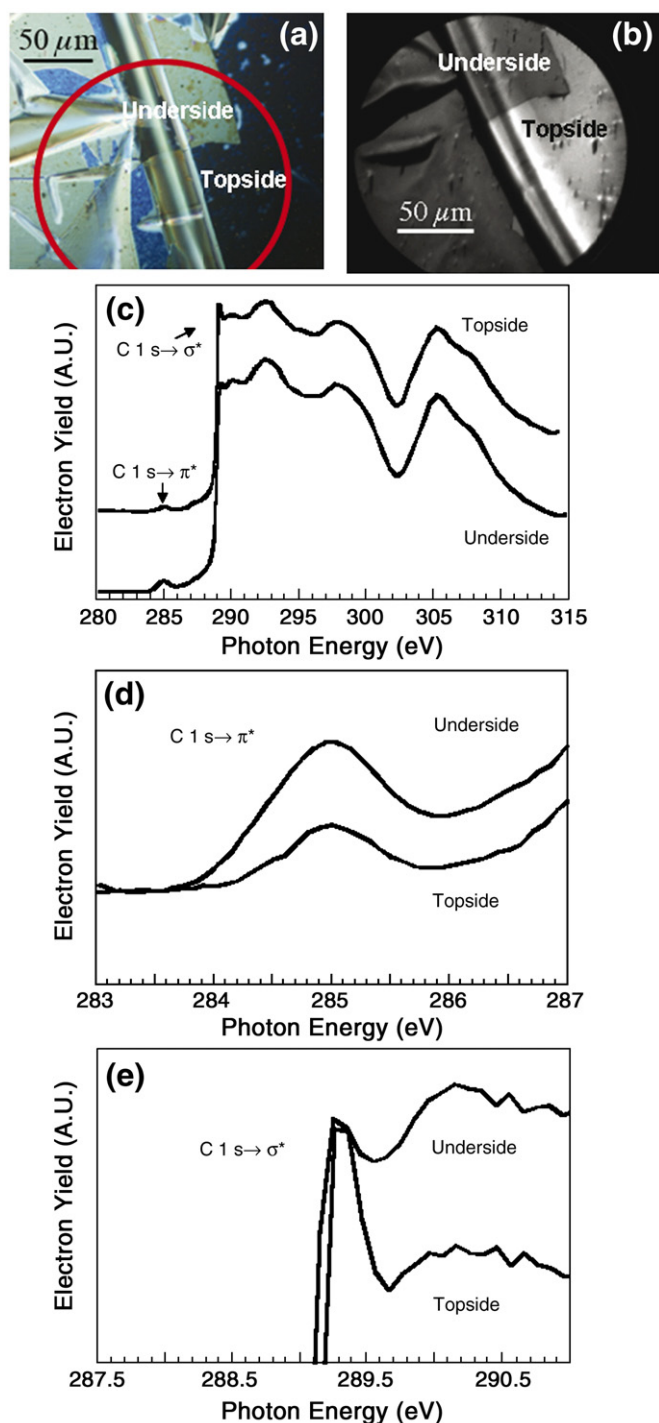 50 µm
(a)
Underside
Topside
(b)
Underside
Topside
50 µm
(c)
Electron Yield (A.U.)
C 1 s→ σ*
Topside
C 1 s→ π*
Underside
280 285 290 295 300 305 310 315
Photon Energy (eV)
(d)
Electron Yield (A.U.)
C 1 s→ π*
Underside
Topside
283 284 285 286 287
Photon Energy (eV)
(e)
Electron Yield (A.U.)
C 1 s→ σ*
Underside
Topside
287.5 288.5 289.5 290.5
Photon Energy (eV)